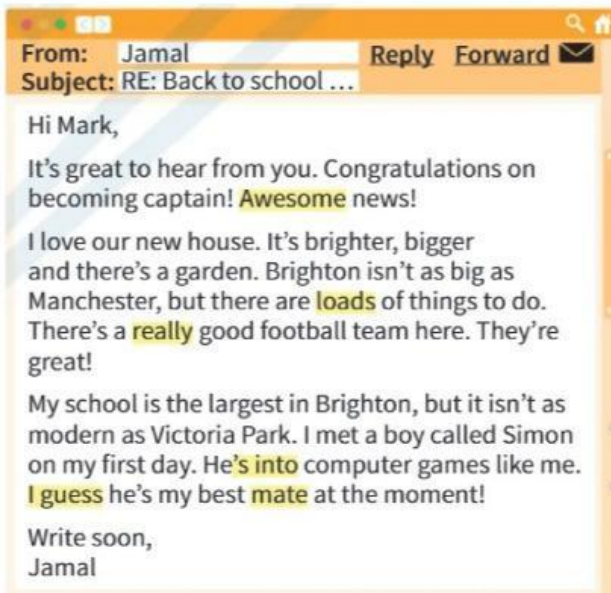 From: Jamal Reply Forward
Subject: RE: Back to school ...
Hi Mark,
It's great to hear from you. Congratulations on
becoming captain! Awesome news!
I love our new house. It's brighter, bigger
and there's a garden. Brighton isn't as big as
Manchester, but there are loads of things to do.
There's a really good football team here. They're
great!
My school is the largest in Brighton, but it isn't as
modern as Victoria Park. I met a boy called Simon
on my first day. He's into computer games like me.
I guess he's my best mate at the moment!
Write soon,
Jamal